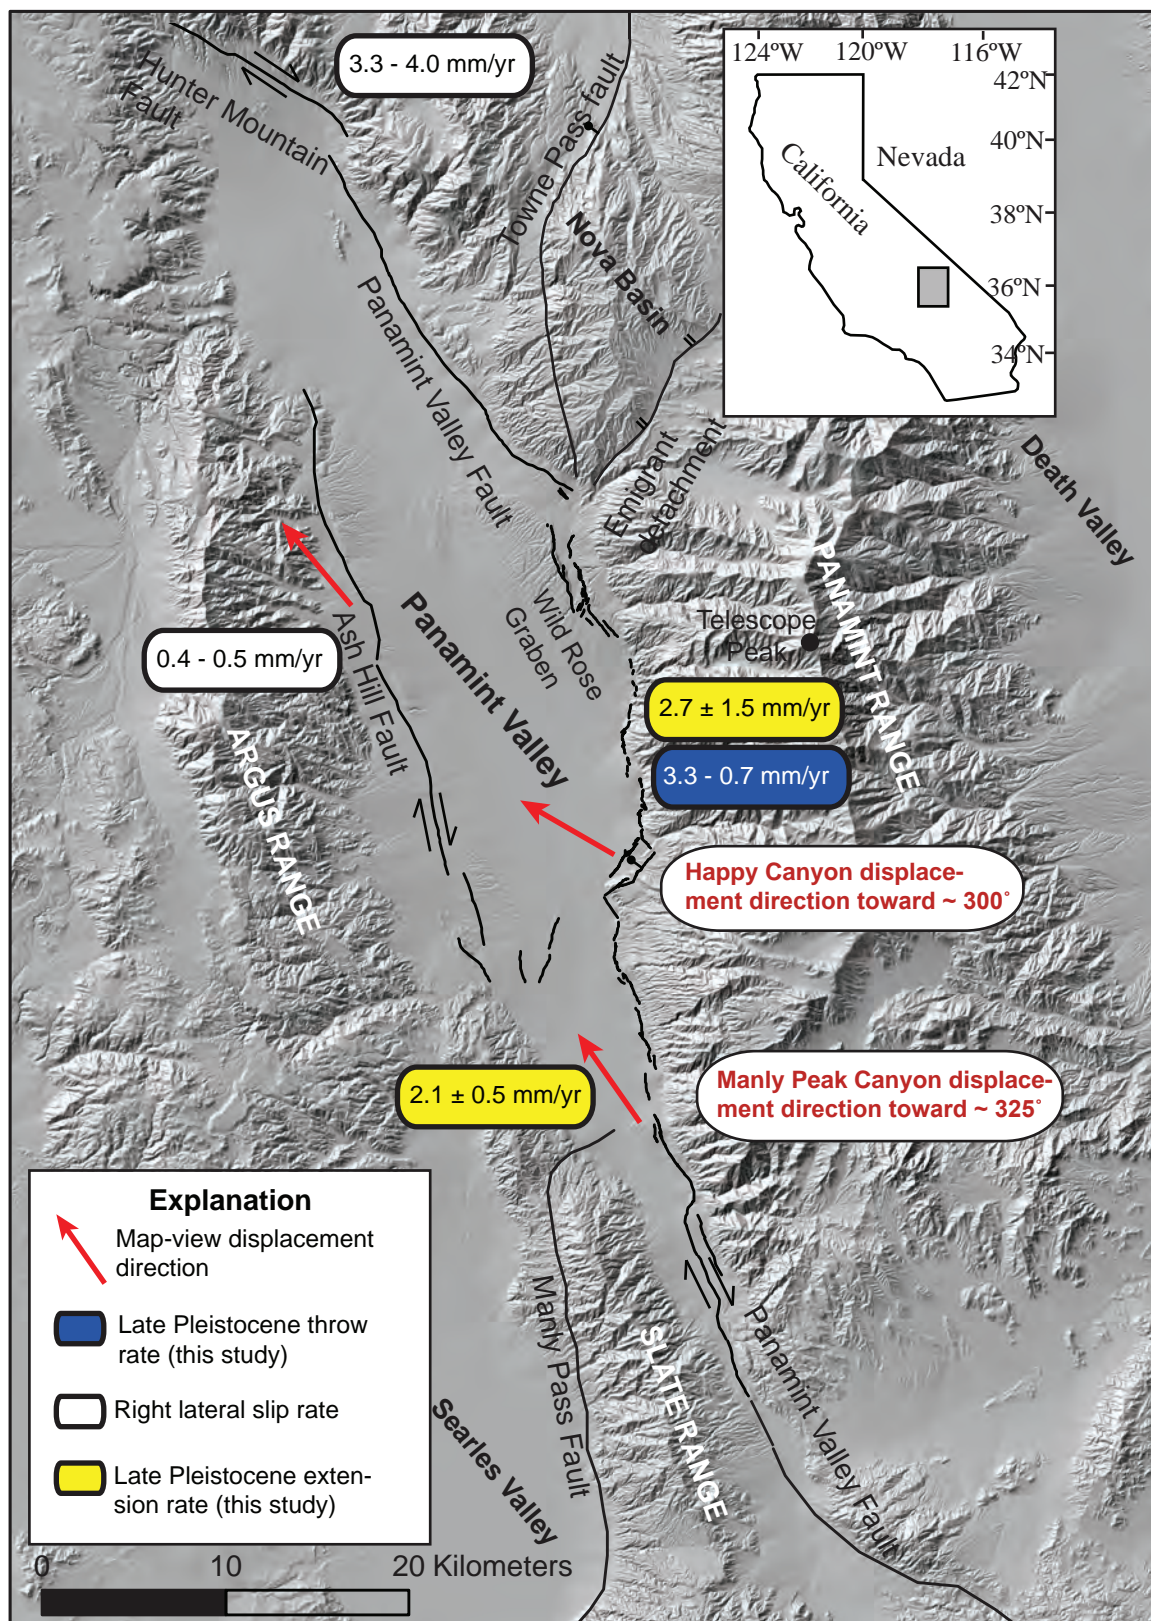 3.3 - 4.0 mm/yr
Hunter Mountain
Fault
Towne Pass fault
Nova Basin
124ºW
120ºW
116ºW
42ºN
40ºN
38ºN
36ºN
34ºN
Nevada
California
Panamint Valley Fault
Emigrant
detachment
Death Valley
PANAMINT RANGE
Telescope
Peak
Wild Rose
Graben
Panamint Valley
Ash Hill Fault
0.4 - 0.5 mm/yr
ARGUS RANGE
2.7 ± 1.5 mm/yr
3.3 - 0.7 mm/yr
Happy Canyon displace-
ment direction toward ~ 300˚
Manly Peak Canyon displace-
ment direction toward ~ 325˚
2.1 ± 0.5 mm/yr
Manly Pass Fault
SLATE RANGE
Panamint Valley Fault
Searles Valley
Explanation
Map-view displacement
direction
Late Pleistocene throw
rate (this study)
Right lateral slip rate
Late Pleistocene exten-
sion rate (this study)
0
10
20 Kilometers